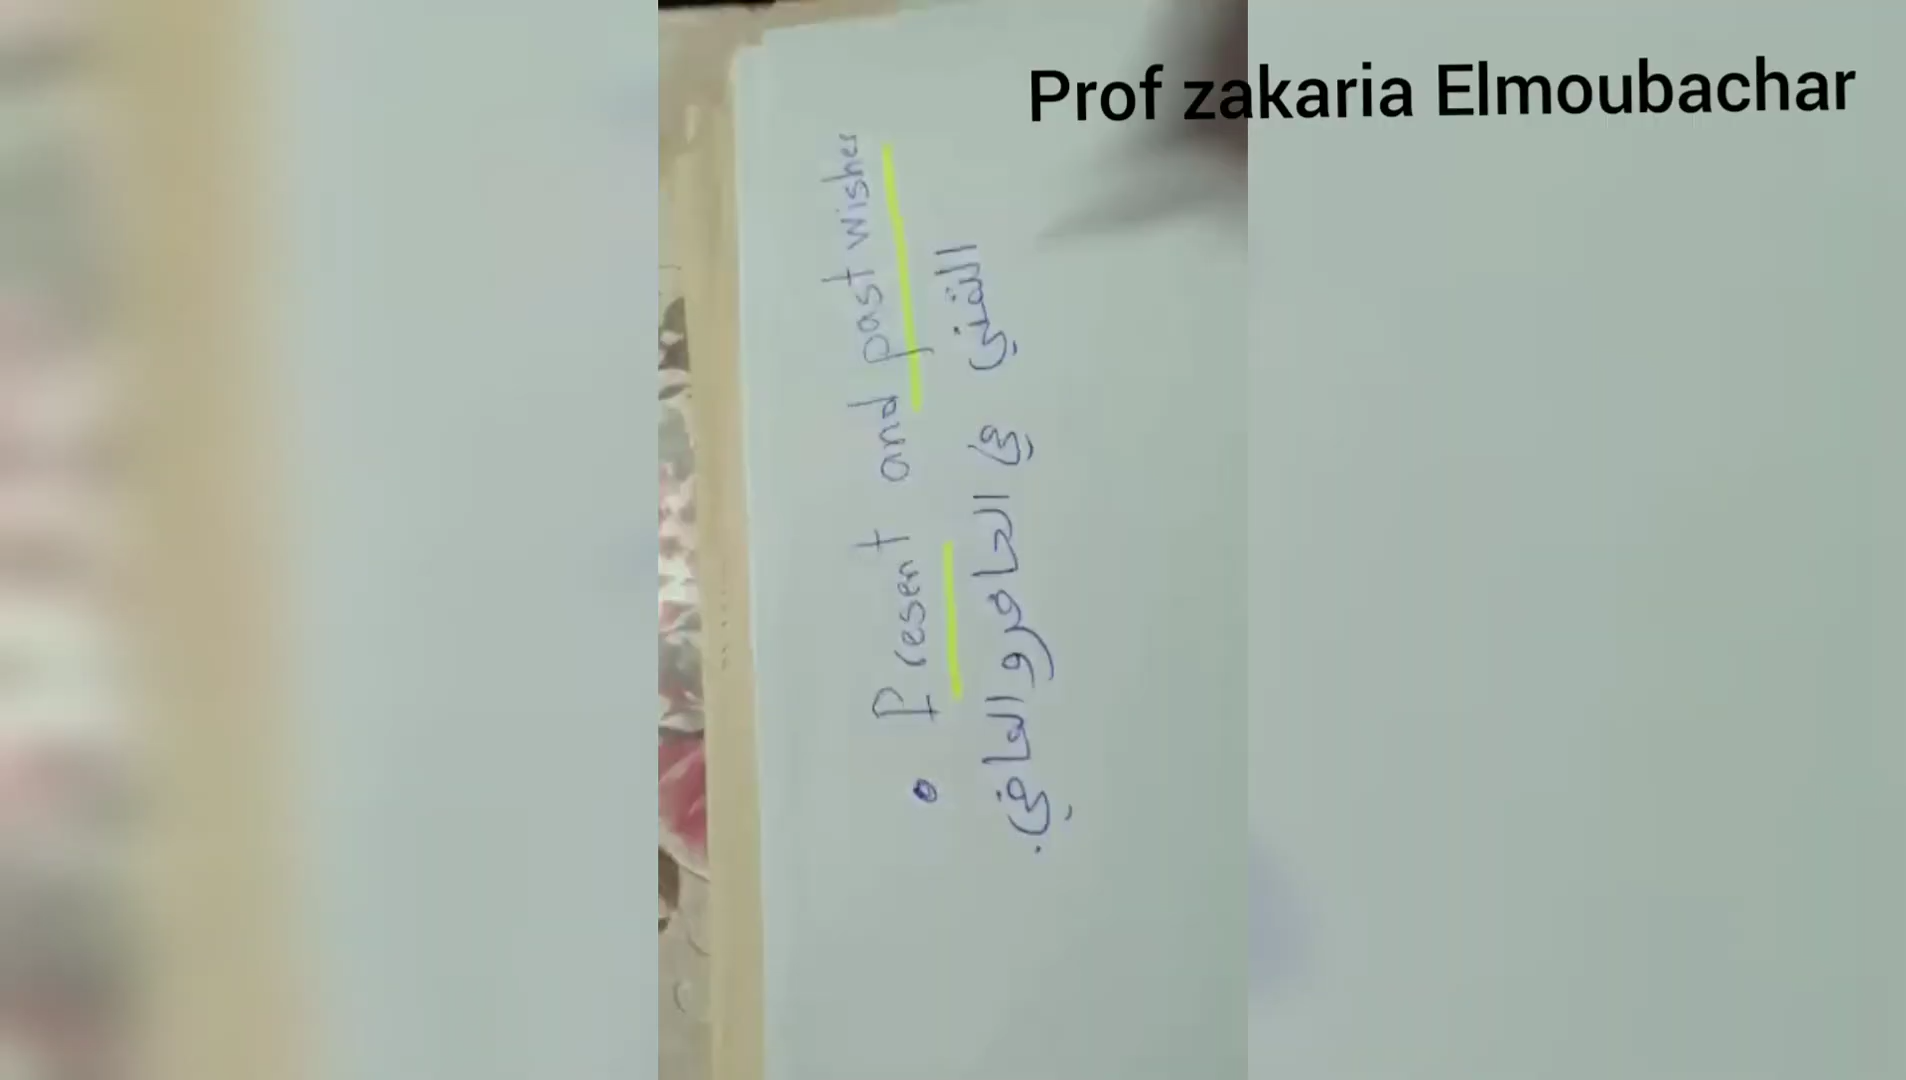 Prof zakaria Elmoubachar
• Present and past wishes
التمني في الحاضر والماضي.